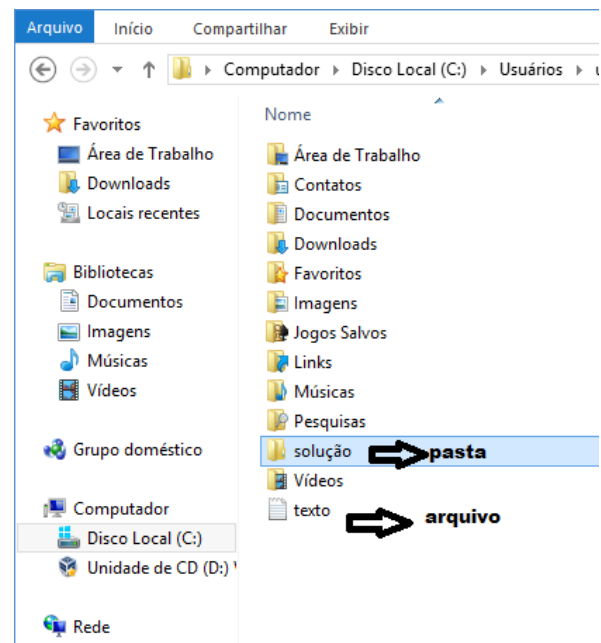 Arquivo Início Compartilhar Exibir
Computador Disco Local (C:) Usuários
Favoritos
Área de Trabalho
Downloads
Locais recentes
Bibliotecas
Documentos
Imagens
Músicas
Vídeos
Grupo doméstico
Computador
Disco Local (C:)
Unidade de CD (D:)
Rede
Nome
Área de Trabalho
Contatos
Documentos
Downloads
Favoritos
Imagens
Jogos Salvos
Links
Músicas
Pesquisas
solução pasta
Vídeos
texto arquivo